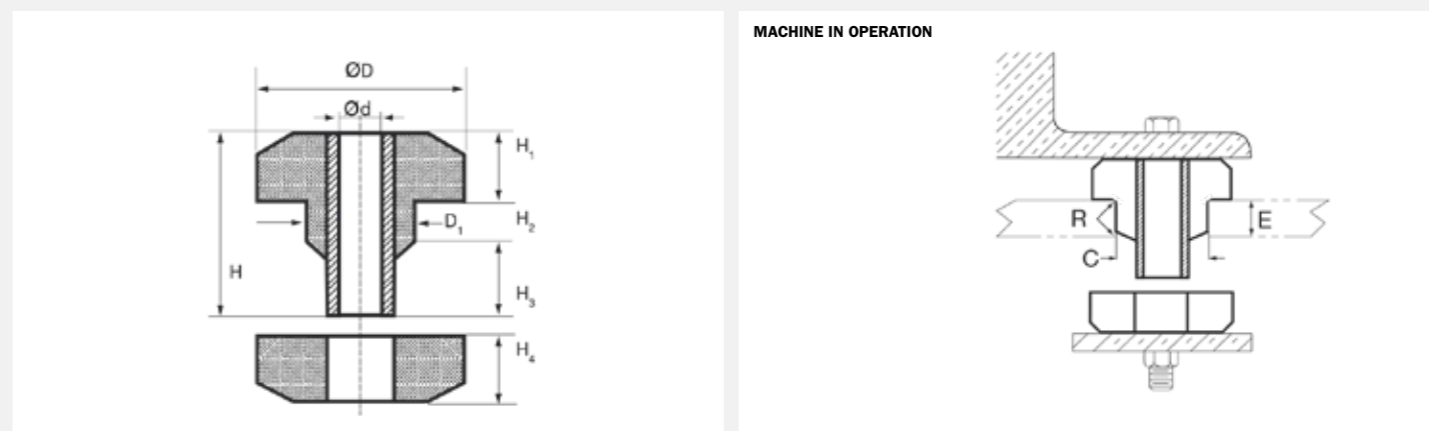 ØD
Ød
H₁
D₁
H₂
H
H₃
H₄
MACHINE IN OPERATION
R
E
C